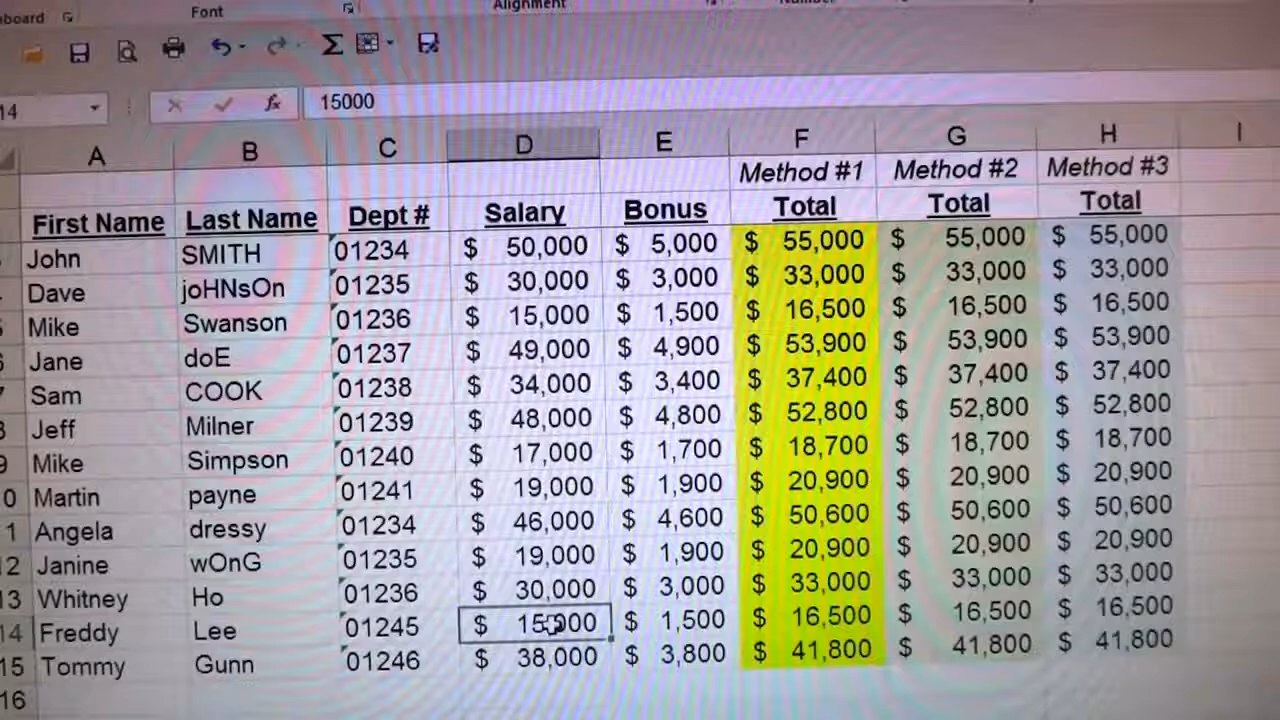 board Font Alignment Number
14 15000
A B C D E F G H I
Method #1 Method #2 Method #3
First Name Last Name Dept # Salary Bonus Total Total Total
John SMITH 01234 $ 50,000 $ 5,000 $ 55,000 $ 55,000 $ 55,000
Dave joHNsOn 01235 $ 30,000 $ 3,000 $ 33,000 $ 33,000 $ 33,000
Mike Swanson 01236 $ 15,000 $ 1,500 $ 16,500 $ 16,500 $ 16,500
Jane doE 01237 $ 49,000 $ 4,900 $ 53,900 $ 53,900 $ 53,900
Sam COOK 01238 $ 34,000 $ 3,400 $ 37,400 $ 37,400 $ 37,400
Jeff Milner 01239 $ 48,000 $ 4,800 $ 52,800 $ 52,800 $ 52,800
9 Mike Simpson 01240 $ 17,000 $ 1,700 $ 18,700 $ 18,700 $ 18,700
0 Martin payne 01241 $ 19,000 $ 1,900 $ 20,900 $ 20,900 $ 20,900
1 Angela dressy 01234 $ 46,000 $ 4,600 $ 50,600 $ 50,600 $ 50,600
12 Janine wOnG 01235 $ 19,000 $ 1,900 $ 20,900 $ 20,900 $ 20,900
13 Whitney Ho 01236 $ 30,000 $ 3,000 $ 33,000 $ 33,000 $ 33,000
14 Freddy Lee 01245 $ 15,000 $ 1,500 $ 16,500 $ 16,500 $ 16,500
15 Tommy Gunn 01246 $ 38,000 $ 3,800 $ 41,800 $ 41,800 $ 41,800
16